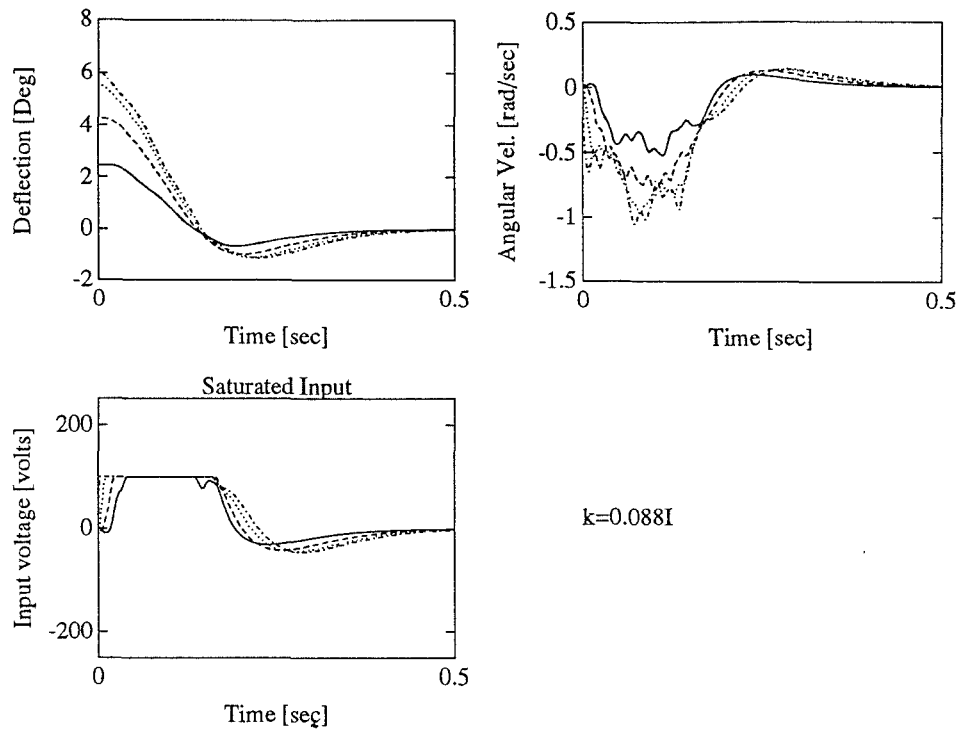 8
6
4
2
0
-2
Deflection [Deg]
0
0.5
Time [sec]
0.5
0
-0.5
-1
-1.5
Angular Vel. [rad/sec]
0
0.5
Time [sec]
Saturated Input
200
0
-200
Input voltage [volts]
0
0.5
Time [sec]
k=0.088I